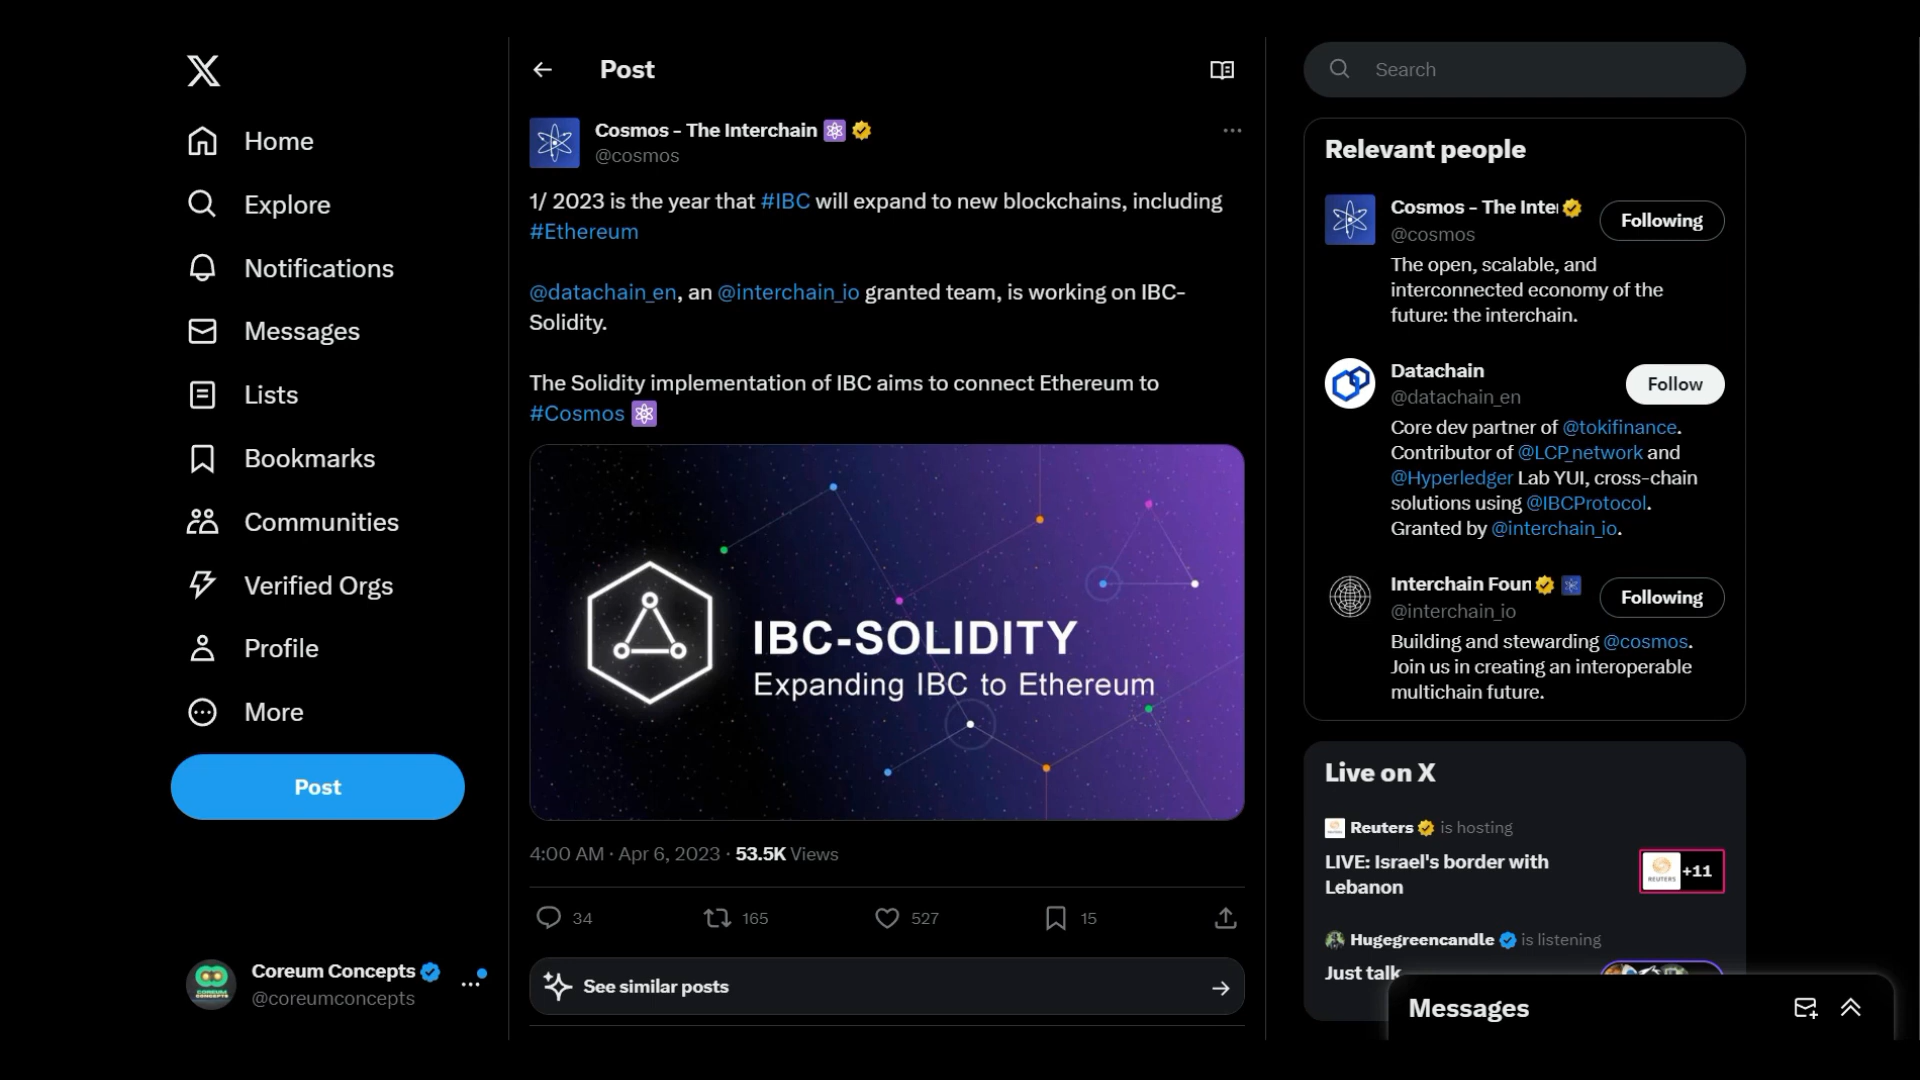 Home
Explore
Notifications
Messages
Lists
Bookmarks
Communities
Verified Orgs
Profile
More
Post
Coreum Concepts
@coreumconcepts
Post
Cosmos - The Interchain
@cosmos
1/ 2023 is the year that #IBC will expand to new blockchains, including
#Ethereum
@datachain_en, an @interchain_io granted team, is working on IBC-
Solidity.
The Solidity implementation of IBC aims to connect Ethereum to
#Cosmos
IBC-SOLIDITY
Expanding IBC to Ethereum
4:00 AM · Apr 6, 2023 · 53.5K Views
34 165 527 15
See similar posts
Search
Relevant people
Cosmos - The Inte
@cosmos
Following
The open, scalable, and
interconnected economy of the
future: the interchain.
Datachain
@datachain_en
Follow
Core dev partner of @tokifinance.
Contributor of @LCP_network and
@Hyperledger Lab YUI, cross-chain
solutions using @IBCProtocol.
Granted by @interchain_io.
Interchain Foun
@interchain_io
Following
Building and stewarding @cosmos.
Join us in creating an interoperable
multichain future.
Live on X
Reuters is hosting
LIVE: Israel's border with
Lebanon
REUTERS +11
Hugegreencandle is listening
Just talk
Messages